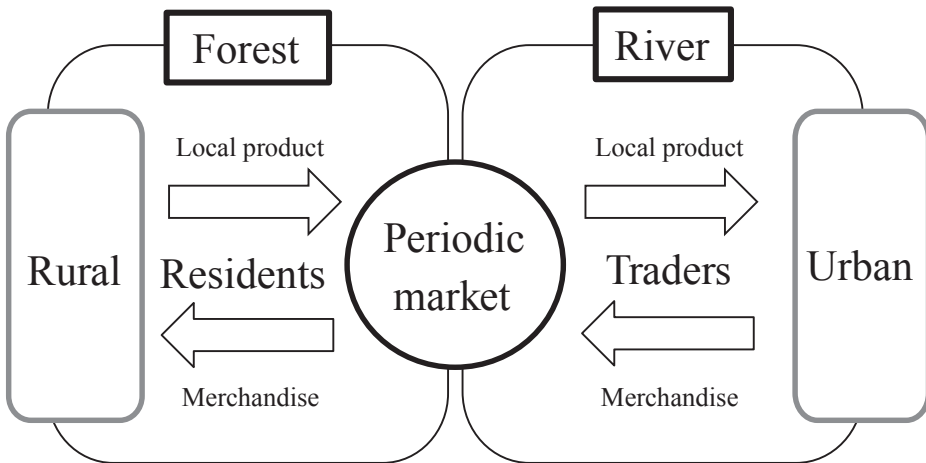 Forest
River
Local product
Local product
Rural
Residents
Periodic
market
Traders
Urban
Merchandise
Merchandise